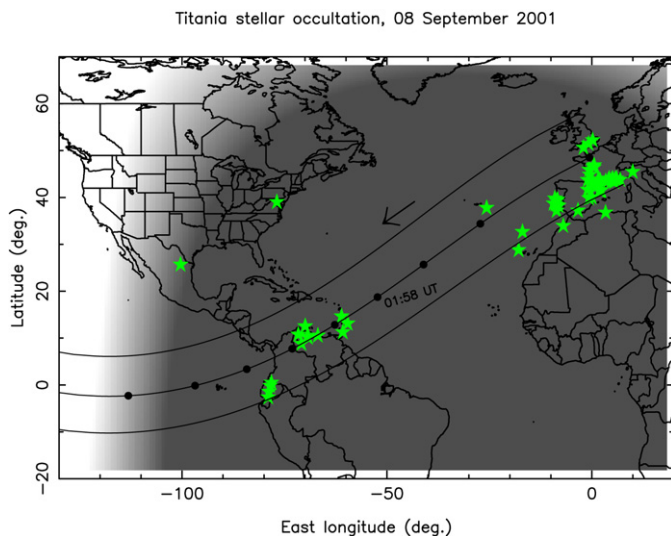 Titania stellar occultation, 08 September 2001
Latitude (deg.)
60
40
20
0
−20
01:58 UT
−100
−50
0
East longitude (deg.)